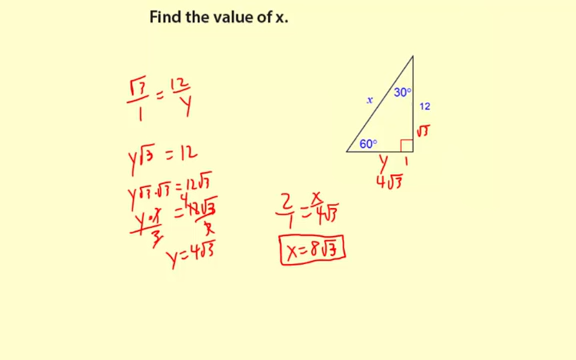 Find the value of x.
√3/1 = 12/y
y√3 = 12
y√3·√3 = 12√3
y·3/3 = 12√3/3
4
y = 4√3
2/1 = x/4√3
x = 8√3
30°
x
12
60°
√3
y 1
4√3